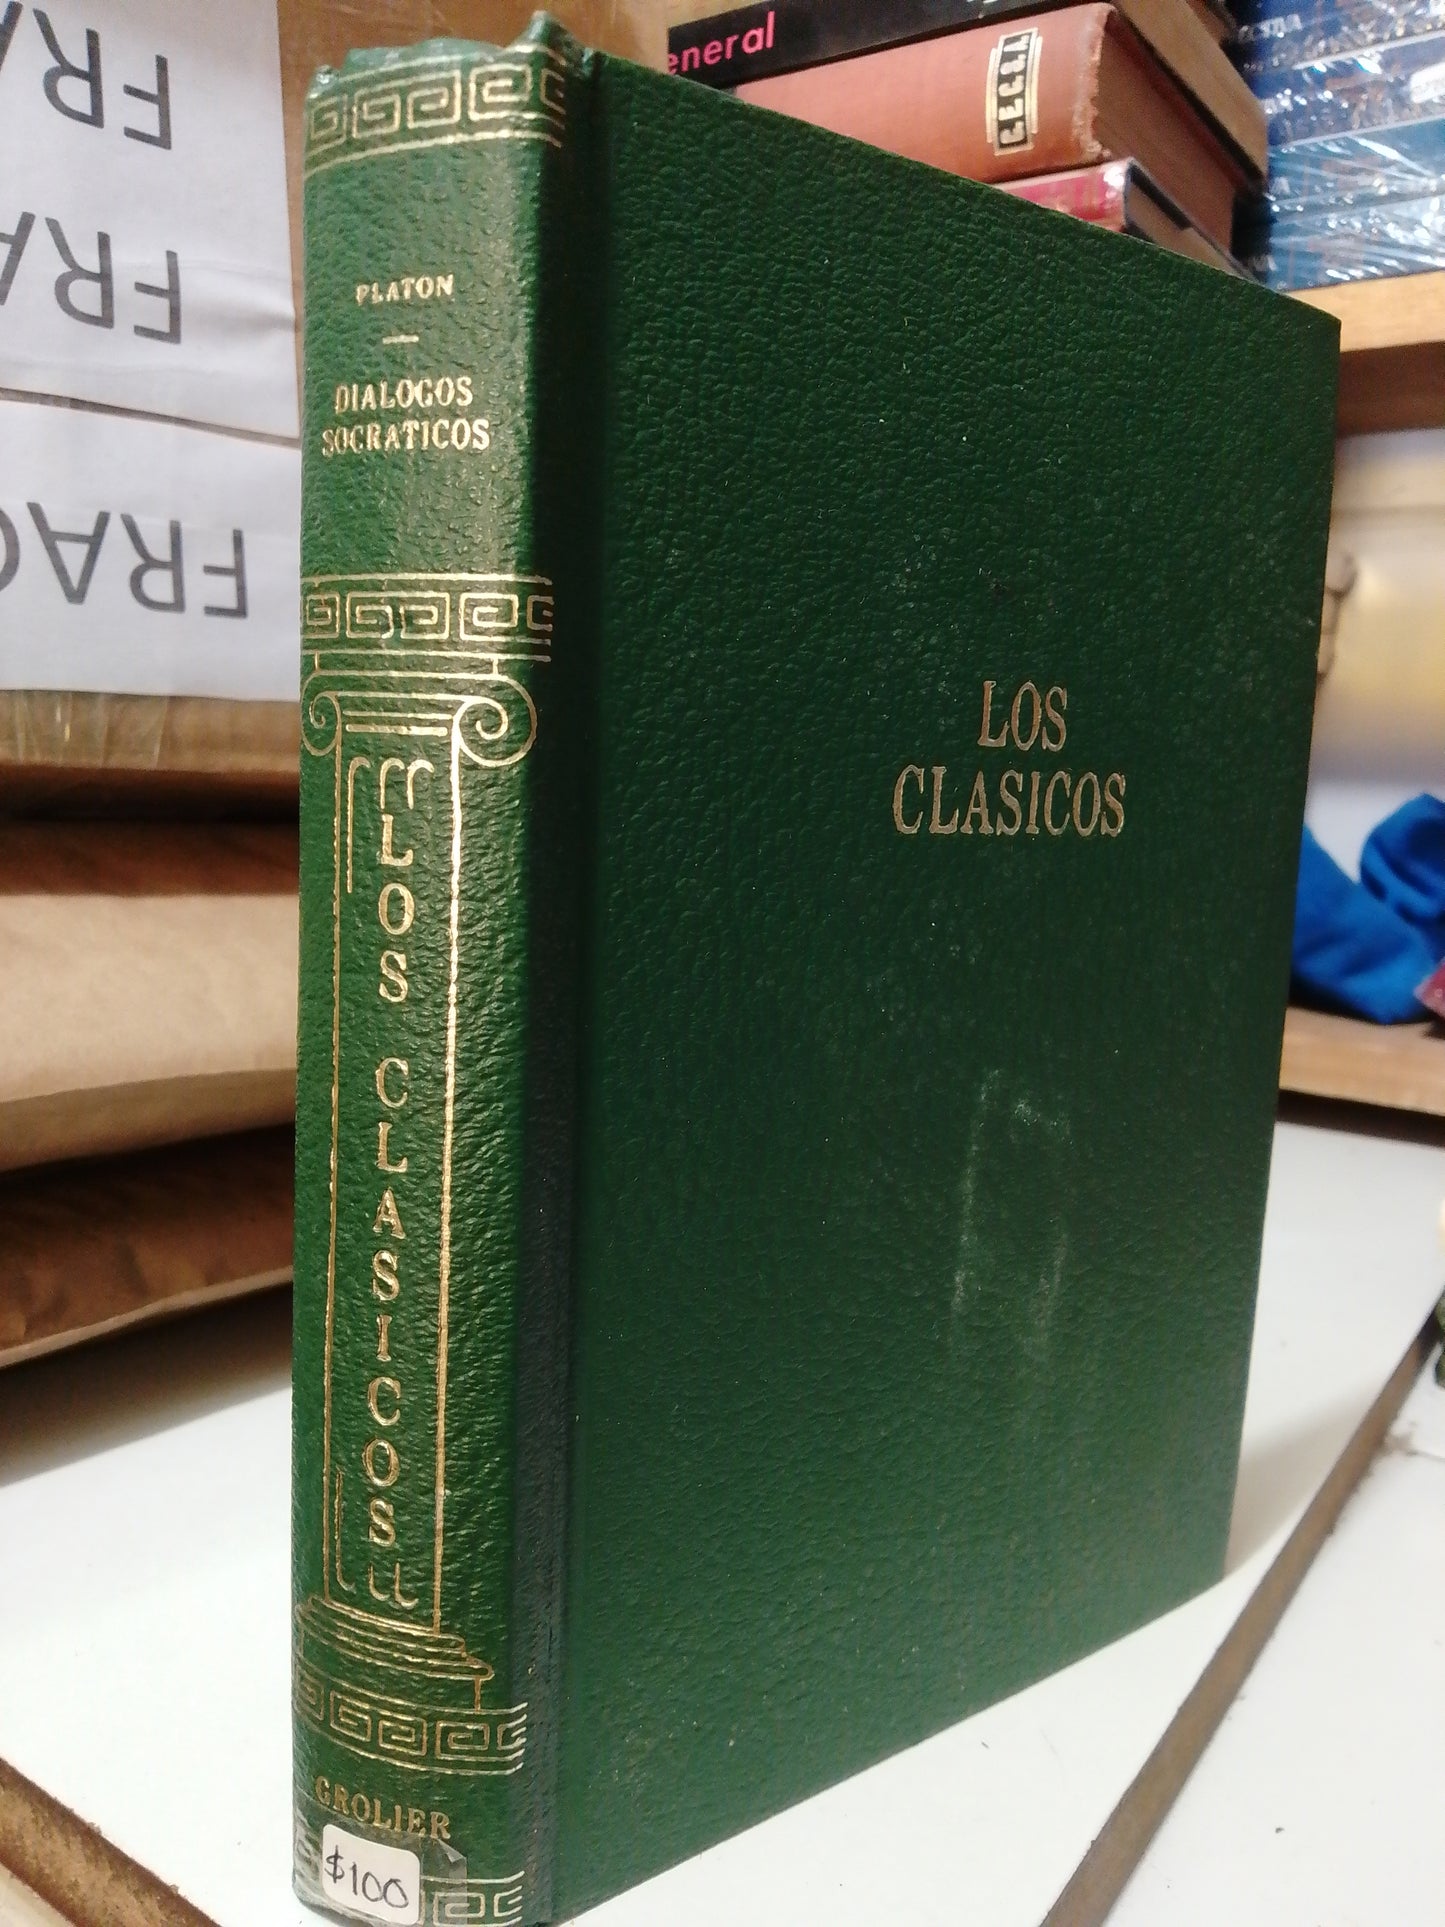 PLATON
DIALOGOS
SOCRATICOS
LOS CLASICOS
GROLIER
$100
LOS
CLASICOS
eneral